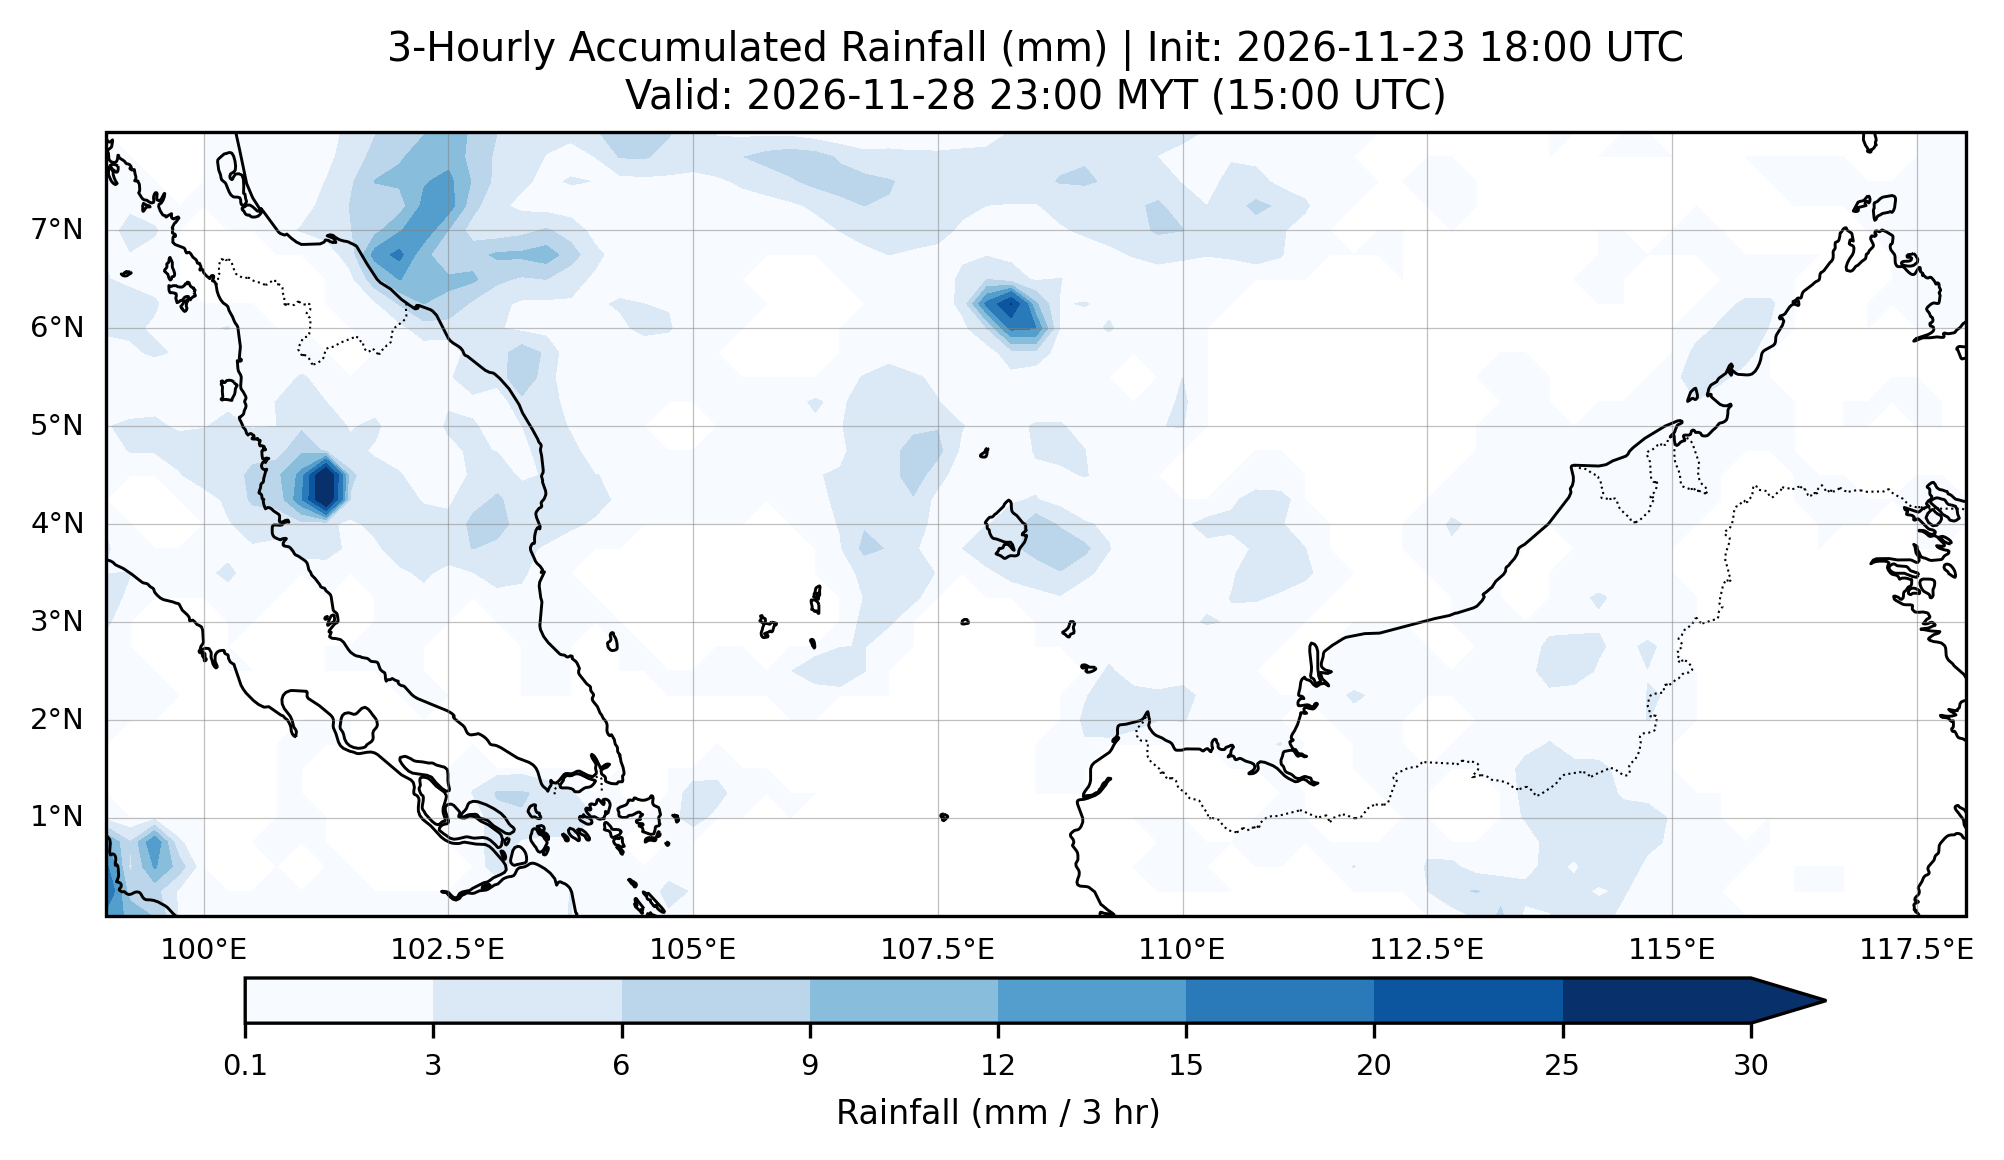 3-Hourly Accumulated Rainfall (mm) | Init: 2026-11-23 18:00 UTC
Valid: 2026-11-28 23:00 MYT (15:00 UTC)
7°N
6°N
5°N
4°N
3°N
2°N
1°N
100°E 102.5°E 105°E 107.5°E 110°E 112.5°E 115°E 117.5°E
0.1 3 6 9 12 15 20 25 30
Rainfall (mm / 3 hr)